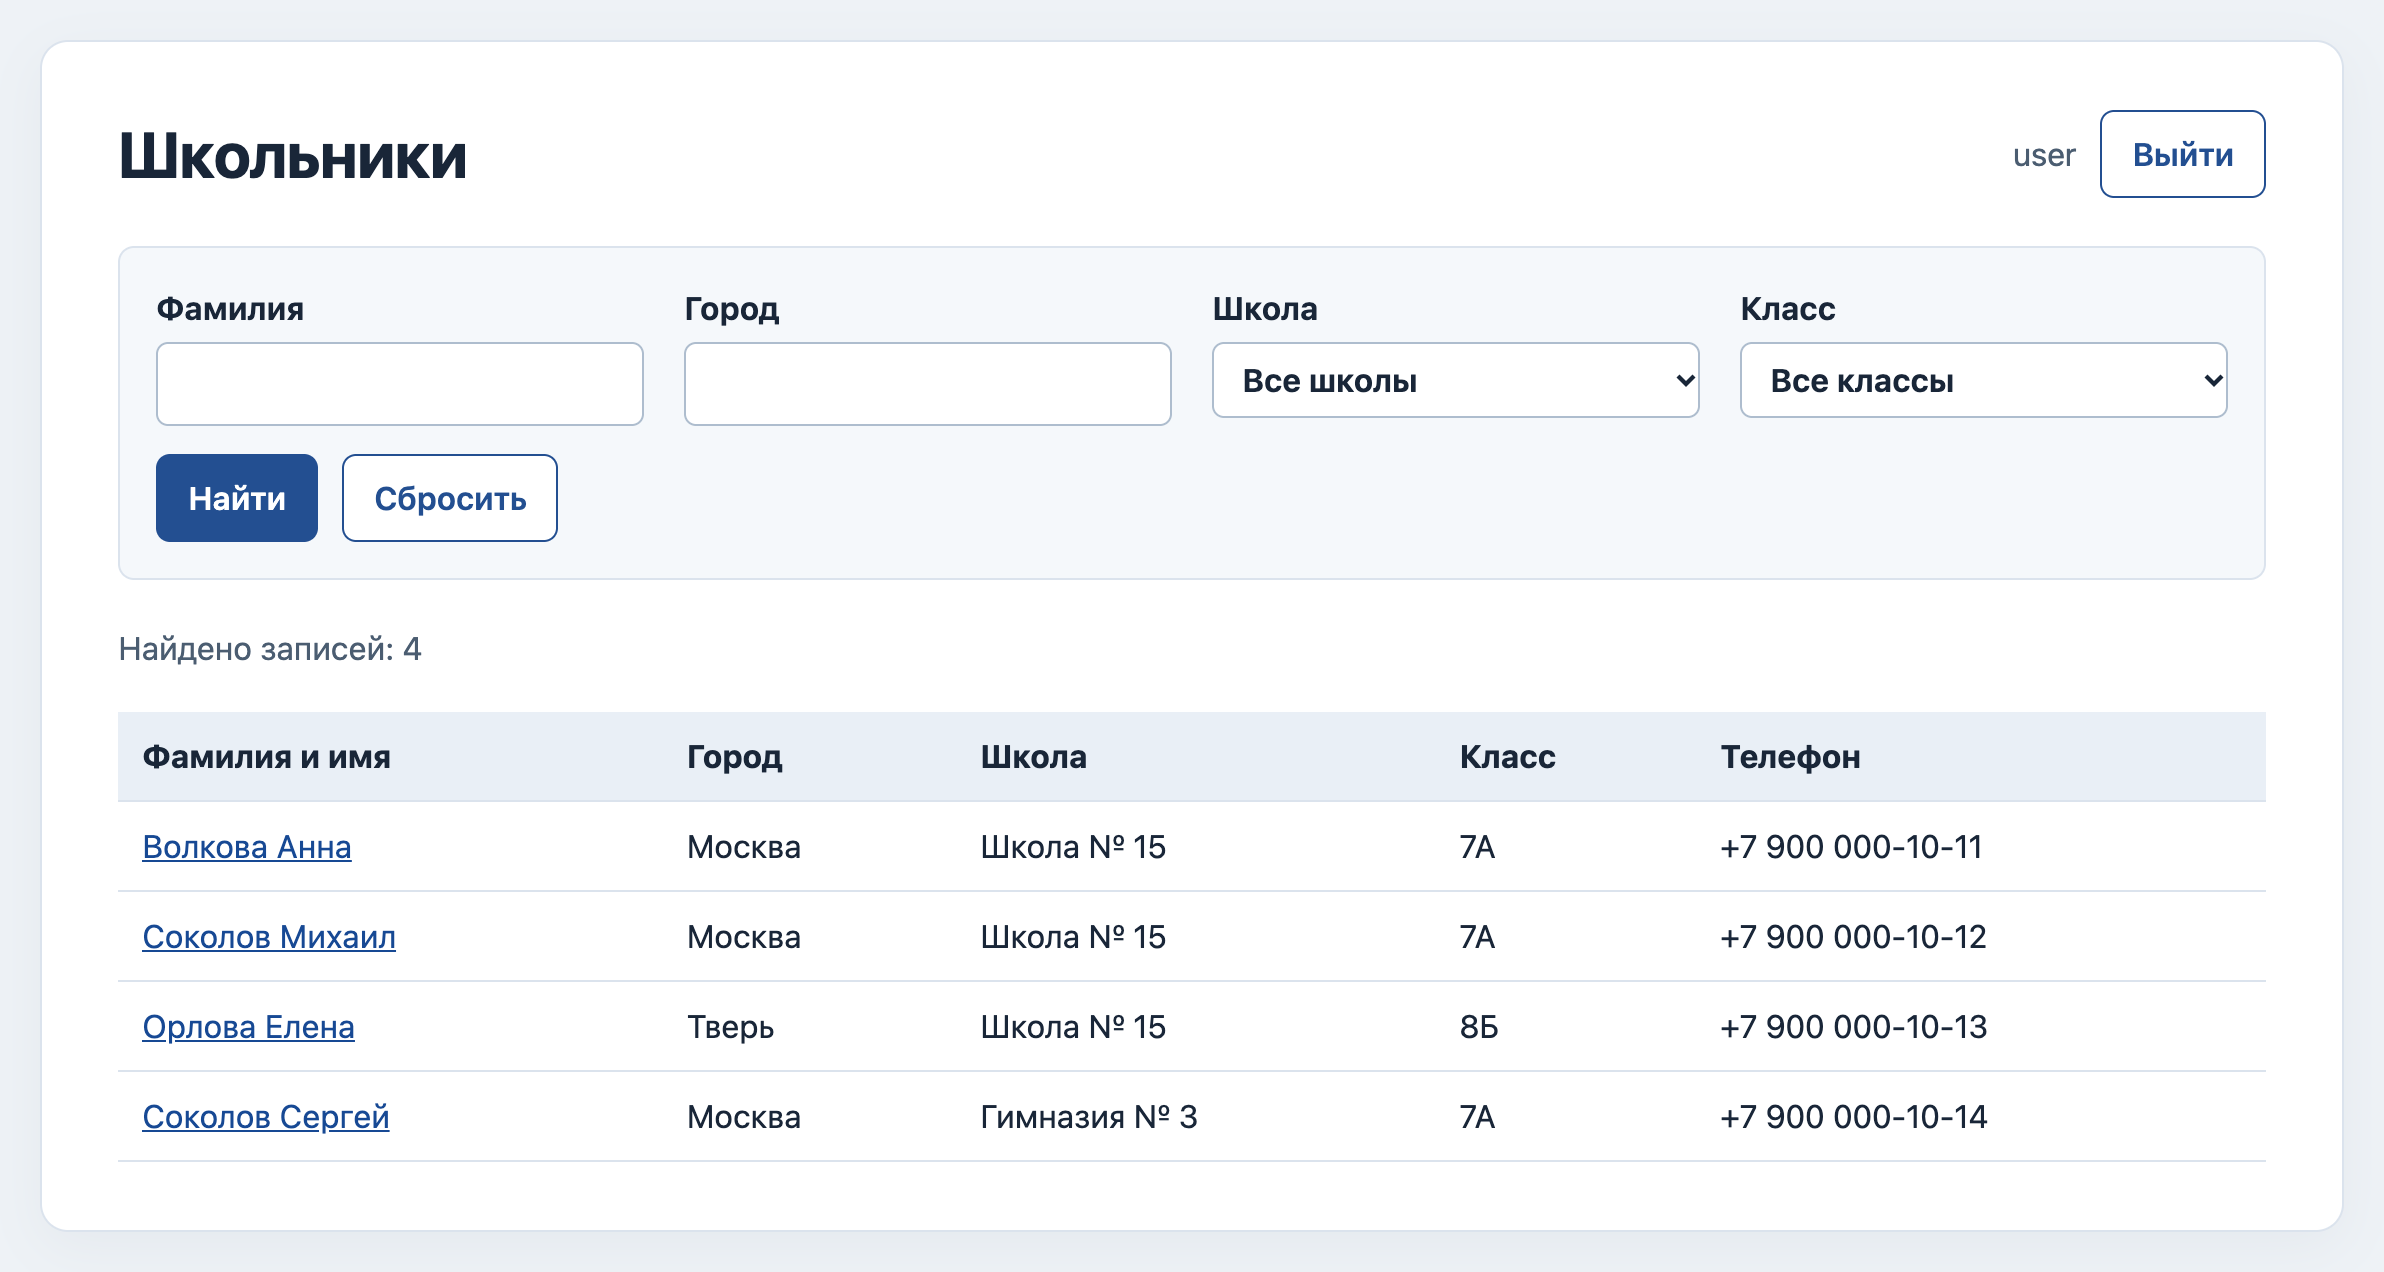 Школьники
user Выйти
Фамилия Город Школа Класс
Все школы Все классы
Найти Сбросить
Найдено записей: 4
Фамилия и имя Город Школа Класс Телефон
Волкова Анна Москва Школа № 15 7А +7 900 000-10-11
Соколов Михаил Москва Школа № 15 7А +7 900 000-10-12
Орлова Елена Тверь Школа № 15 8Б +7 900 000-10-13
Соколов Сергей Москва Гимназия № 3 7А +7 900 000-10-14